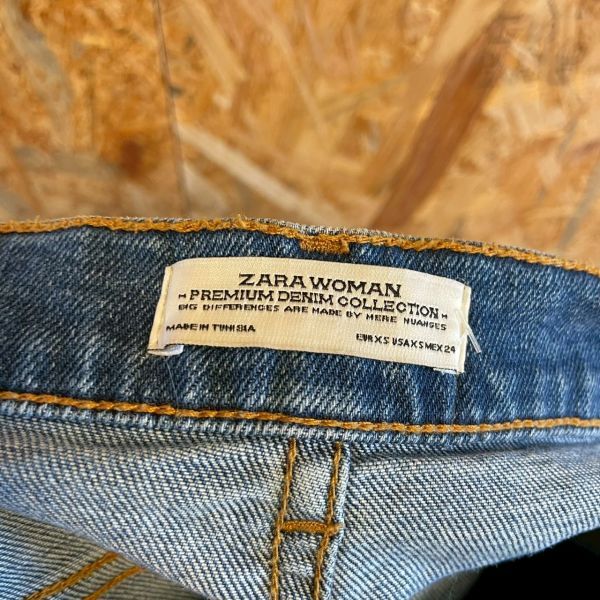 ZARA WOMAN
- PREMIUM DENIM COLLECTION -
BIG DIFFERENCES ARE MADE BY MERE NUANCES
MADE IN TUNISIA
EUR XS USA XS MEX 24